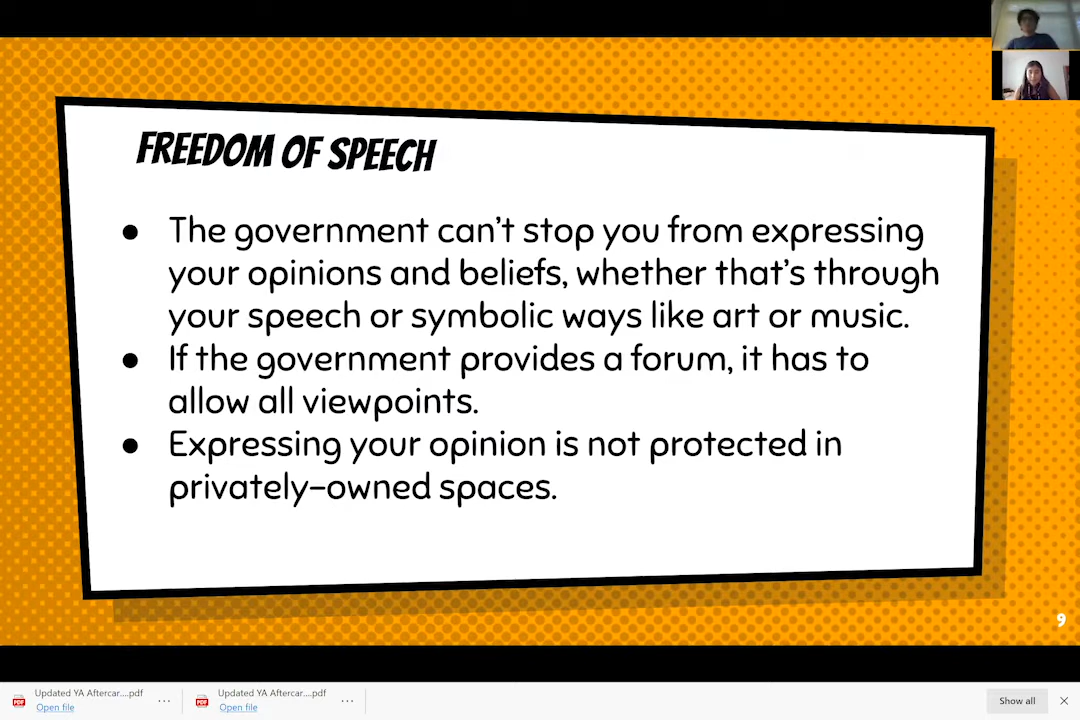 FREEDOM OF SPEECH
● The government can't stop you from expressing
your opinions and beliefs, whether that's through
your speech or symbolic ways like art or music.
● If the government provides a forum, it has to
allow all viewpoints.
● Expressing your opinion is not protected in
privately-owned spaces.
9
Updated YA Aftercar....pdf
Open file
Updated YA Aftercar....pdf
Open file
Show all